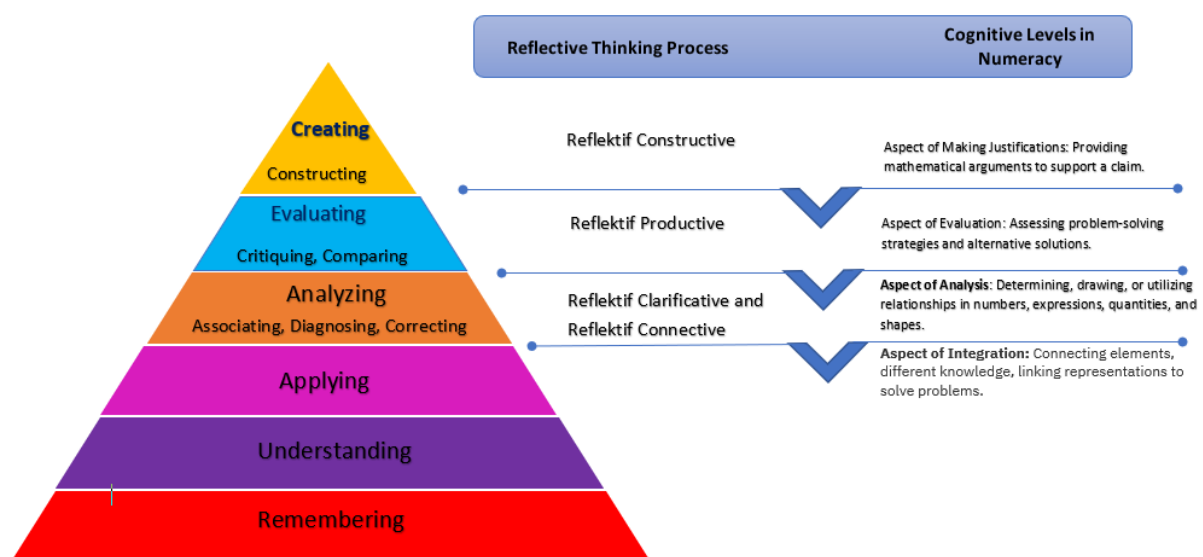 Reflective Thinking Process
Cognitive Levels in
Numeracy
Creating
Constructing
Reflektif Constructive
Aspect of Making Justifications: Providing
mathematical arguments to support a claim.
Evaluating
Critiquing, Comparing
Reflektif Productive
Aspect of Evaluation: Assessing problem-solving
strategies and alternative solutions.
Analyzing
Associating, Diagnosing, Correcting
Reflektif Clarificative and
Reflektif Connective
Aspect of Analysis: Determining, drawing, or utilizing
relationships in numbers, expressions, quantities, and
shapes.
Aspect of Integration: Connecting elements,
different knowledge, linking representations to
solve problems.
Applying
Understanding
Remembering